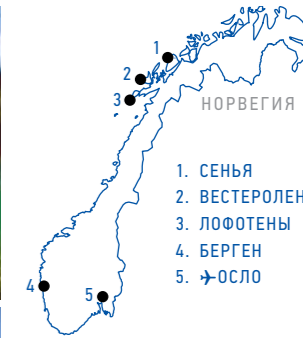 1
2
3
НОРВЕГИЯ
1. СЕНЬЯ
2. ВЕСТЕРОЛЕН
3. ЛОФОТЕНЫ
4. БЕРГЕН
5. ✈ОСЛО
4
5